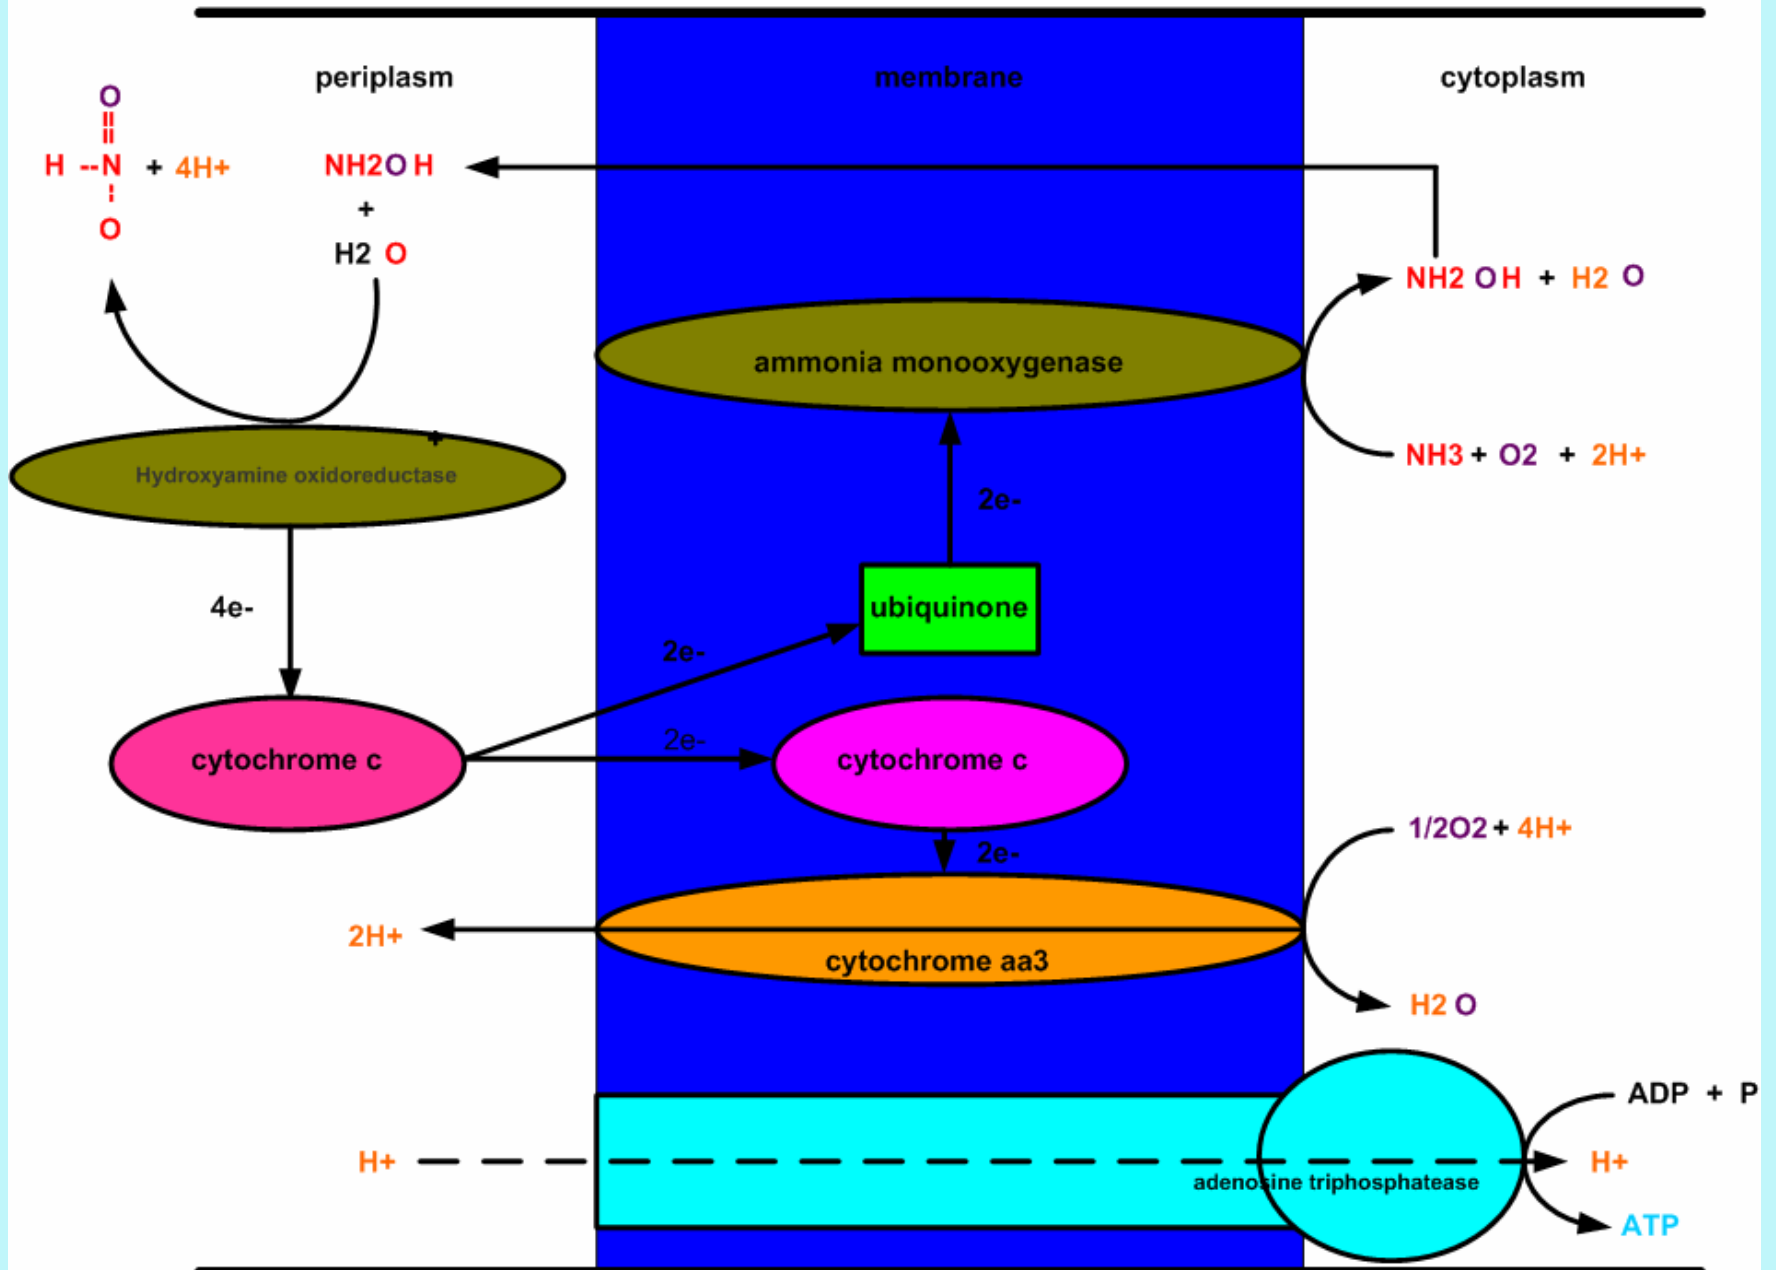 periplasm
membrane
cytoplasm
O
H --N + 4H+
O
NH2O H
+
H2 O
NH2 O H + H2 O
ammonia monooxygenase
NH3 + O2 + 2H+
+
Hydroxyamine oxidoreductase
2e-
4e-
ubiquinone
2e-
2e-
cytochrome c
cytochrome c
2e-
1/2O2 + 4H+
2H+
cytochrome aa3
H2 O
ADP + P
H+
H+
adenosine triphosphatease
ATP